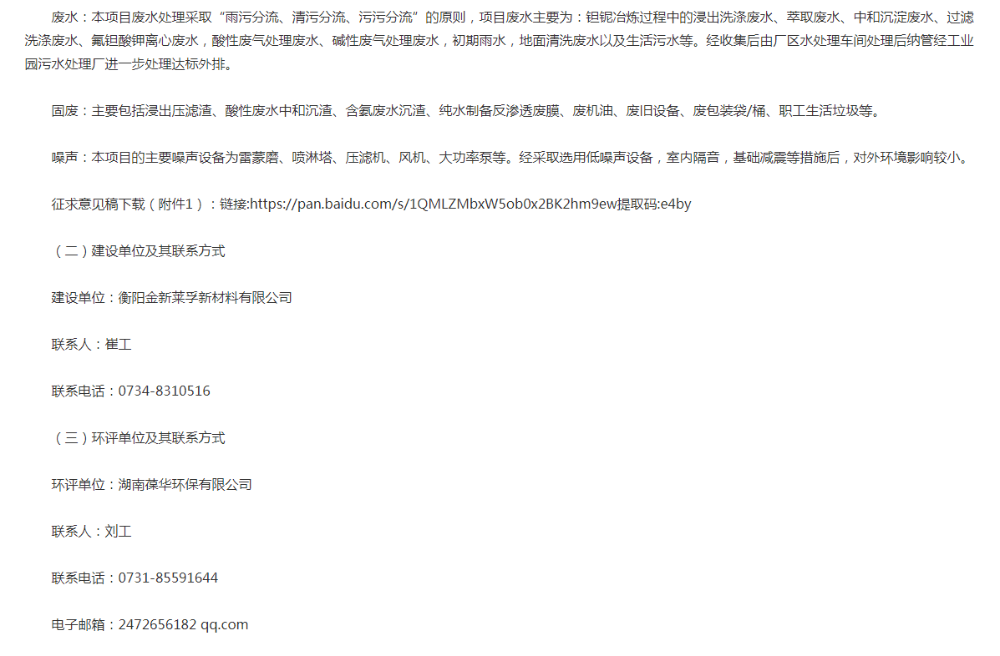 废水：本项目废水处理采取“雨污分流、清污分流、污污分流”的原则，项目废水主要为：钽铌冶炼过程中的浸出洗涤废水、萃取废水、中和沉淀废水、过滤
洗涤废水、氟钽酸钾离心废水，酸性废气处理废水、碱性废气处理废水，初期雨水，地面清洗废水以及生活污水等。经收集后由厂区水处理车间处理后纳管经工业
园污水处理厂进一步处理达标外排。
固废：主要包括浸出压滤渣、酸性废水中和沉渣、含氨废水沉渣、纯水制备反渗透废膜、废机油、废旧设备、废包装袋/桶、职工生活垃圾等。
噪声：本项目的主要噪声设备为雷蒙磨、喷淋塔、压滤机、风机、大功率泵等。经采取选用低噪声设备，室内隔音，基础减震等措施后，对外环境影响较小。
征求意见稿下载（附件1）：链接:https://pan.baidu.com/s/1QMLZMbxW5ob0x2BK2hm9ew提取码:e4by
（二）建设单位及其联系方式
建设单位：衡阳金新莱孚新材料有限公司
联系人：崔工
联系电话：0734-8310516
（三）环评单位及其联系方式
环评单位：湖南葆华环保有限公司
联系人：刘工
联系电话：0731-85591644
电子邮箱：2472656182 qq.com